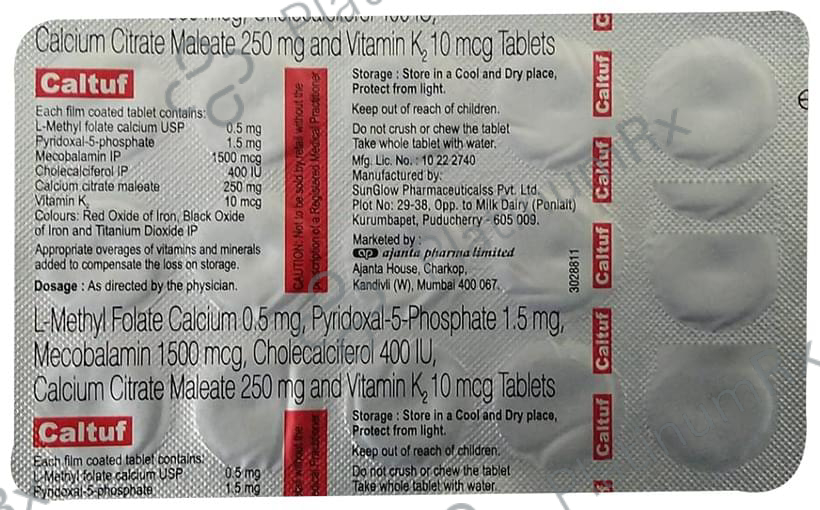 Calcium Citrate Maleate 250 mg and Vitamin K2 10 mcg Tablets
Caltuf
Each film coated tablet contains:
L-Methyl folate calcium USP 0.5 mg
Pyridoxal-5-phosphate 1.5 mg
Mecobalamin IP 1500 mcg
Cholecalciferol IP 400 IU
Calcium citrate maleate 250 mg
Vitamin K2 10 mcg
Colours: Red Oxide of Iron, Black Oxide
of Iron and Titanium Dioxide IP
Appropriate overages of vitamins and minerals
added to compensate the loss on storage.
Dosage : As directed by the physician.
CAUTION: Not to be sold by retail without the
Prescription of a Registered Medical Practitioner
Storage : Store in a Cool and Dry place,
Protect from light.
Keep out of reach of children.
Do not crush or chew the tablet
Take whole tablet with water.
Mfg. Lic. No. : 10 22 2740
Manufactured by:
SunGlow Pharmaceuticalss Pvt. Ltd.
Plot No: 29-38, Opp. to Milk Dairy (Ponlait)
Kurumbapet, Puducherry - 605 009.
Marketed by :
ap ajanta pharma limited
Ajanta House, Charkop,
Kandivli (W), Mumbai 400 067.
3028811
Caltuf
Caltuf
Caltuf
Caltuf
Caltuf
L-Methyl Folate Calcium 0.5 mg, Pyridoxal-5-Phosphate 1.5 mg,
Mecobalamin 1500 mcg, Cholecalciferol 400 IU,
Calcium Citrate Maleate 250 mg and Vitamin K2 10 mcg Tablets
Caltuf
Each film coated tablet contains:
L-Methyl folate calcium USP 0.5 mg
Pyridoxal-5-phosphate 1.5 mg
Storage : Store in a Cool and Dry place,
Protect from light.
Keep out of reach of children.
Do not crush or chew the tablet
Take whole tablet with water.